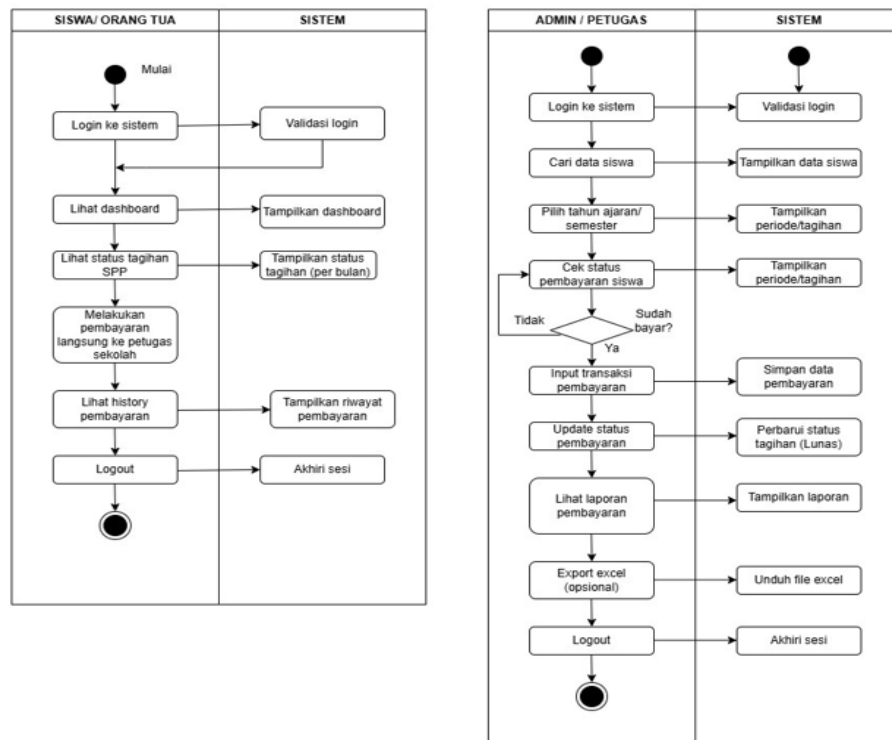 SISWA/ ORANG TUA
SISTEM
Mulai
Login ke sistem
Validasi login
Lihat dashboard
Tampilkan dashboard
Lihat status tagihan
SPP
Tampilkan status
tagihan (per bulan)
Melakukan
pembayaran
langsung ke petugas
sekolah
Lihat history
pembayaran
Tampilkan riwayat
pembayaran
Logout
Akhiri sesi
ADMIN / PETUGAS
SISTEM
Login ke sistem
Validasi login
Cari data siswa
Tampilkan data siswa
Pilih tahun ajaran/
semester
Tampilkan
periode/tagihan
Cek status
pembayaran siswa
Tampilkan
periode/tagihan
Tidak
Sudah
bayar?
Ya
Input transaksi
pembayaran
Simpan data
pembayaran
Update status
pembayaran
Perbarui status
tagihan (Lunas)
Lihat laporan
pembayaran
Tampilkan laporan
Export excel
(opsional)
Unduh file excel
Logout
Akhiri sesi